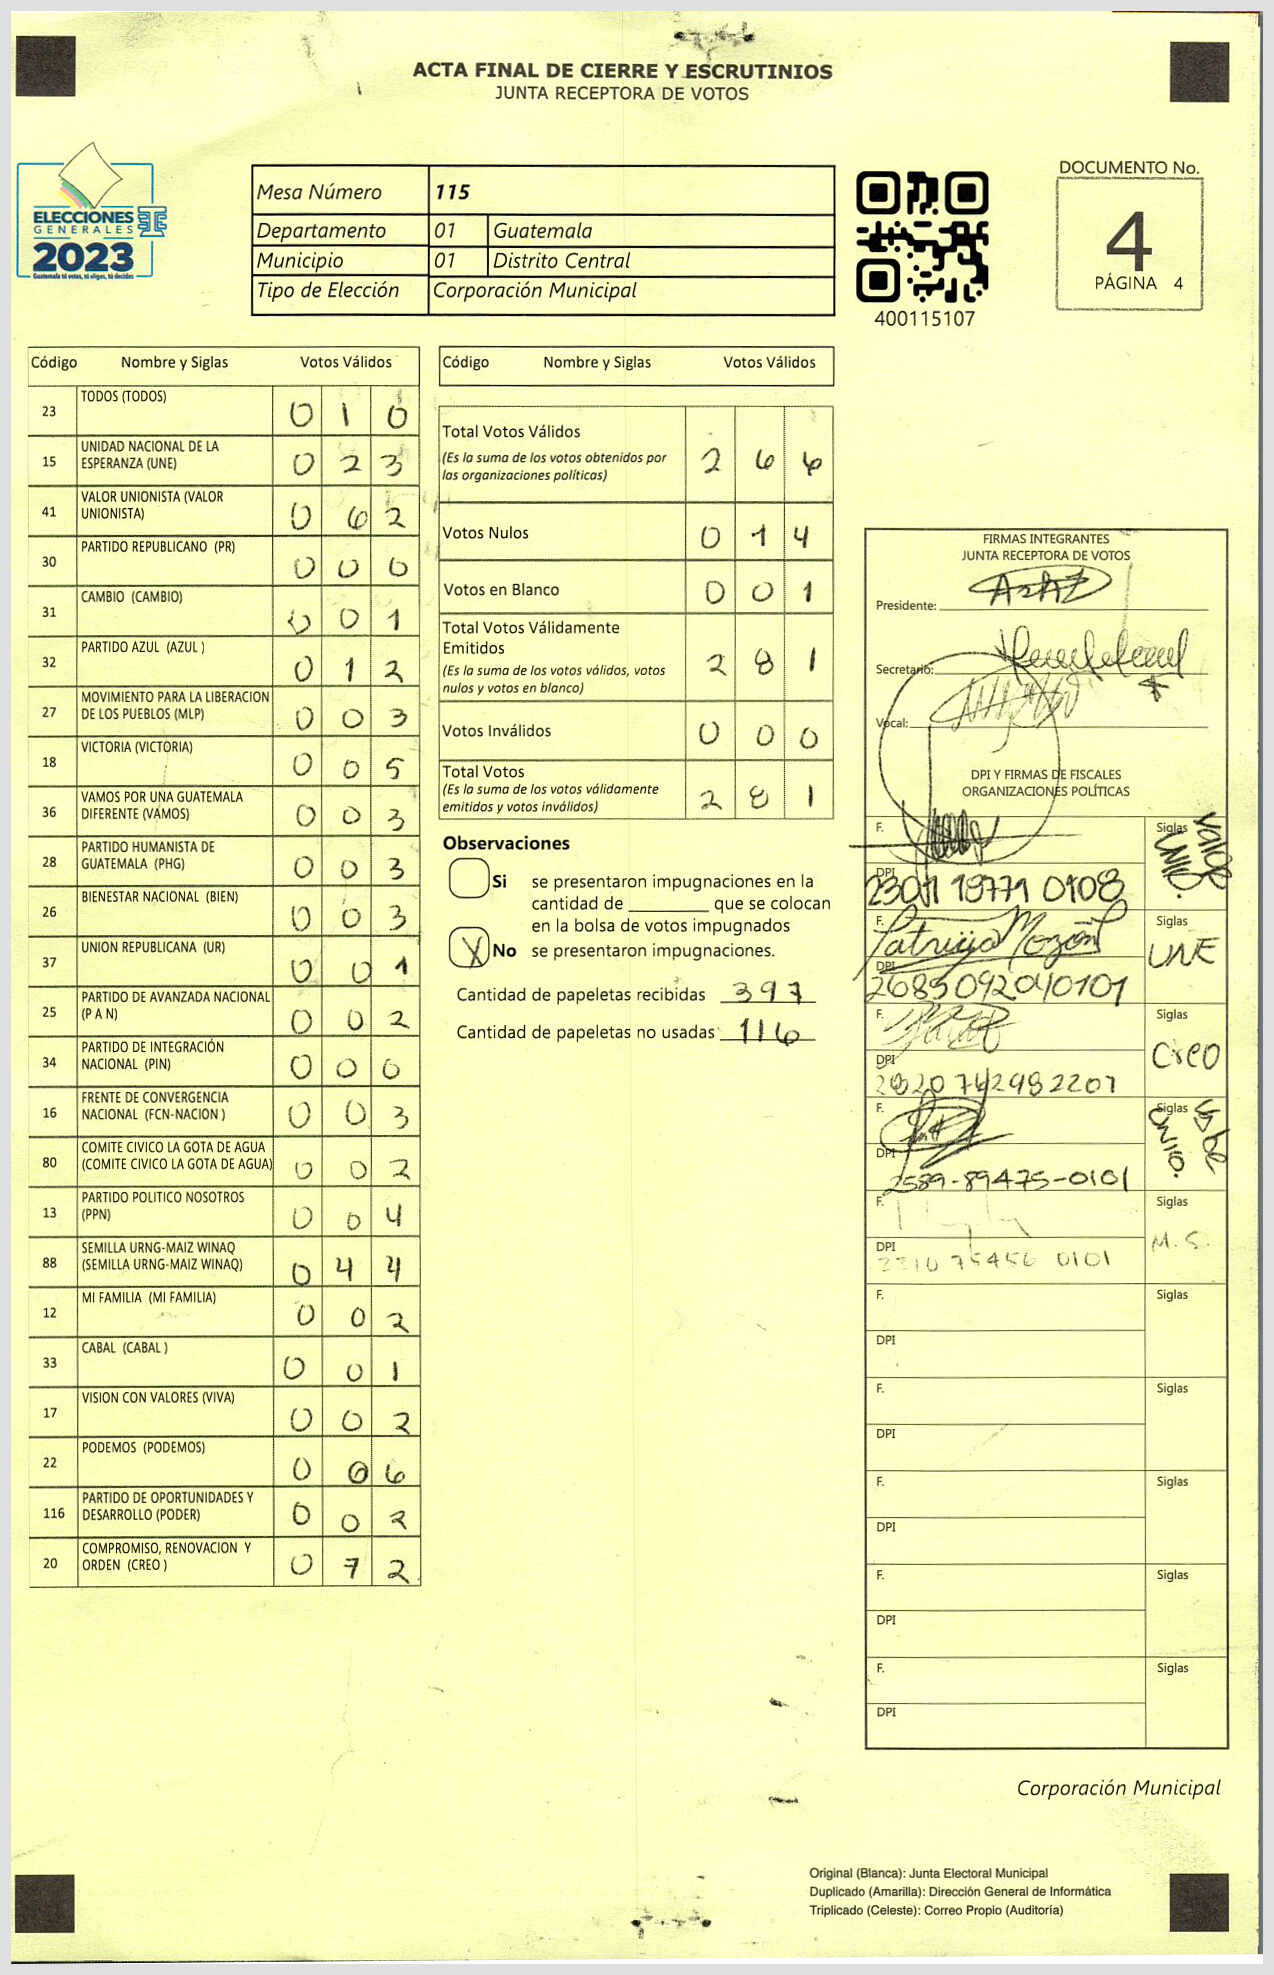 ACTA FINAL DE CIERRE Y ESCRUTINIOS
JUNTA RECEPTORA DE VOTOS
ELECCIONES
GENERALES
2023
Guatemala tú votas, tú eliges, tú decides
Mesa Número 115
Departamento 01 Guatemala
Municipio 01 Distrito Central
Tipo de Elección Corporación Municipal
400115107
DOCUMENTO No.
4
PÁGINA 4
Código Nombre y Siglas Votos Válidos
23 TODOS (TODOS) 0 1 0
15 UNIDAD NACIONAL DE LA
ESPERANZA (UNE) 0 2 3
41 VALOR UNIONISTA (VALOR
UNIONISTA) 0 6 2
30 PARTIDO REPUBLICANO (PR) 0 0 0
31 CAMBIO (CAMBIO) 0 0 1
32 PARTIDO AZUL (AZUL ) 0 1 2
27 MOVIMIENTO PARA LA LIBERACION
DE LOS PUEBLOS (MLP) 0 0 3
18 VICTORIA (VICTORIA) 0 0 5
36 VAMOS POR UNA GUATEMALA
DIFERENTE (VAMOS) 0 0 3
28 PARTIDO HUMANISTA DE
GUATEMALA (PHG) 0 0 3
26 BIENESTAR NACIONAL (BIEN) 0 0 3
37 UNION REPUBLICANA (UR) 0 0 1
25 PARTIDO DE AVANZADA NACIONAL
(P A N) 0 0 2
34 PARTIDO DE INTEGRACIÓN
NACIONAL (PIN) 0 0 0
16 FRENTE DE CONVERGENCIA
NACIONAL (FCN-NACION ) 0 0 3
80 COMITE CIVICO LA GOTA DE AGUA
(COMITE CIVICO LA GOTA DE AGUA) 0 0 2
13 PARTIDO POLITICO NOSOTROS
(PPN) 0 0 4
88 SEMILLA URNG-MAIZ WINAQ
(SEMILLA URNG-MAIZ WINAQ) 0 4 4
12 MI FAMILIA (MI FAMILIA) 0 0 2
33 CABAL (CABAL ) 0 0 1
17 VISION CON VALORES (VIVA) 0 0 2
22 PODEMOS (PODEMOS) 0 0 6
116 PARTIDO DE OPORTUNIDADES Y
DESARROLLO (PODER) 0 0 2
20 COMPROMISO, RENOVACION Y
ORDEN (CREO ) 0 7 2
Código Nombre y Siglas Votos Válidos
Total Votos Válidos 2 6 6
(Es la suma de los votos obtenidos por
las organizaciones políticas)
Votos Nulos 0 1 4
Votos en Blanco 0 0 1
Total Votos Válidamente
Emitidos 2 8 1
(Es la suma de los votos válidos, votos
nulos y votos en blanco)
Votos Inválidos 0 0 0
Total Votos 2 8 1
(Es la suma de los votos válidamente
emitidos y votos inválidos)
Observaciones
Si se presentaron impugnaciones en la
cantidad de ________ que se colocan
en la bolsa de votos impugnados
X No se presentaron impugnaciones.
Cantidad de papeletas recibidas 397
Cantidad de papeletas no usadas 116
FIRMAS INTEGRANTES
JUNTA RECEPTORA DE VOTOS
Presidente:
Secretario:
Vocal:
DPI Y FIRMAS DE FISCALES
ORGANIZACIONES POLÍTICAS
F. Siglas Valor
UNIO.
DPI 2301 18771 0108
F. Patricia Siglas UNE
DPI 2685092040101
F. Siglas Creo
DPI 2820742982207
F. Siglas
UNIO.
DPI 2589-89475-0101
F. Siglas M. S.
DPI 2310 75456 0101
F. Siglas
DPI
F. Siglas
DPI
F. Siglas
DPI
F. Siglas
DPI
F. Siglas
DPI
Corporación Municipal
Original (Blanca): Junta Electoral Municipal
Duplicado (Amarilla): Dirección General de Informática
Triplicado (Celeste): Correo Propio (Auditoría)